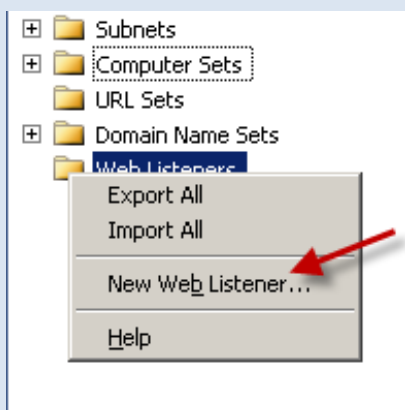 Subnets
Computer Sets
URL Sets
Domain Name Sets
Web Listeners
Export All
Import All
New Web Listener...
Help